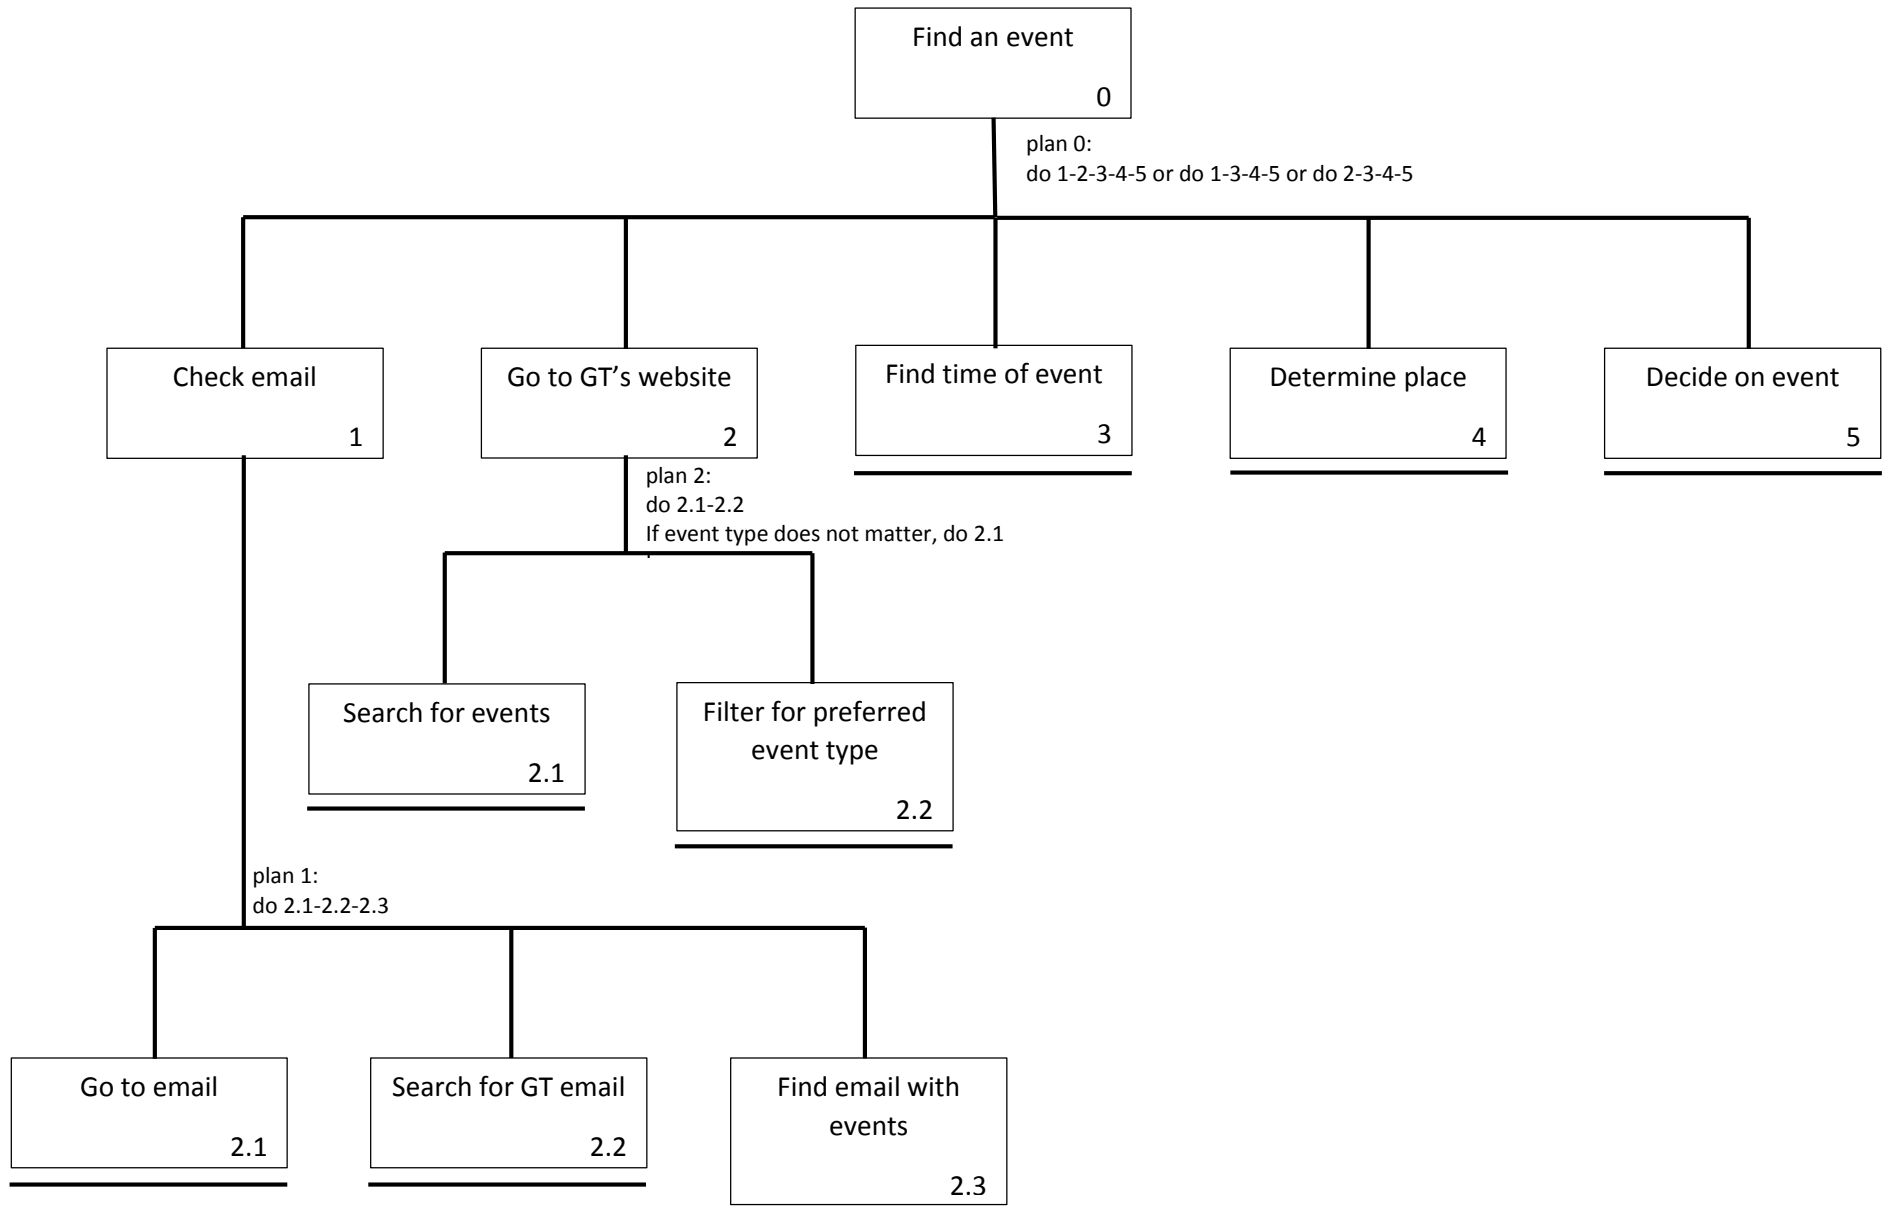 Find an event
0
plan 0:
do 1-2-3-4-5 or do 1-3-4-5 or do 2-3-4-5
Check email
1
Go to GT’s website
2
Find time of event
3
Determine place
4
Decide on event
5
plan 2:
do 2.1-2.2
If event type does not matter, do 2.1
Search for events
2.1
Filter for preferred
event type
2.2
plan 1:
do 2.1-2.2-2.3
Go to email
2.1
Search for GT email
2.2
Find email with
events
2.3